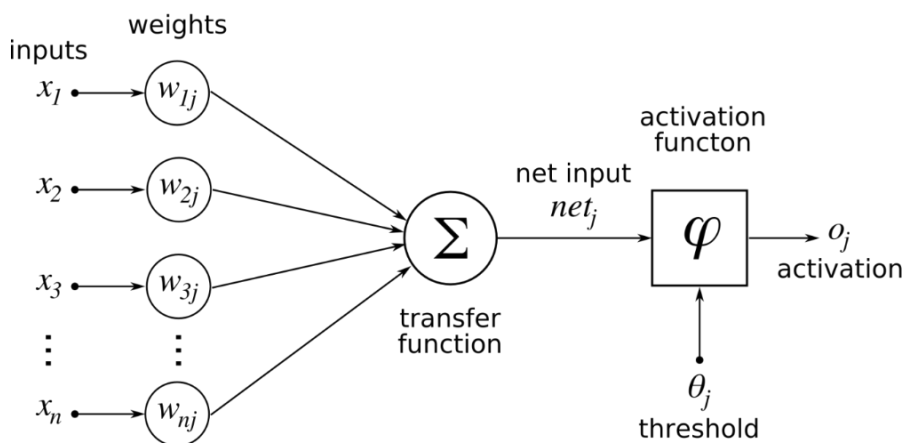 inputs
weights
x1
w1j
x2
w2j
x3
w3j
⋮
⋮
xn
wnj
Σ
transfer
function
net input
netj
activation
functon
φ
oj
activation
θj
threshold